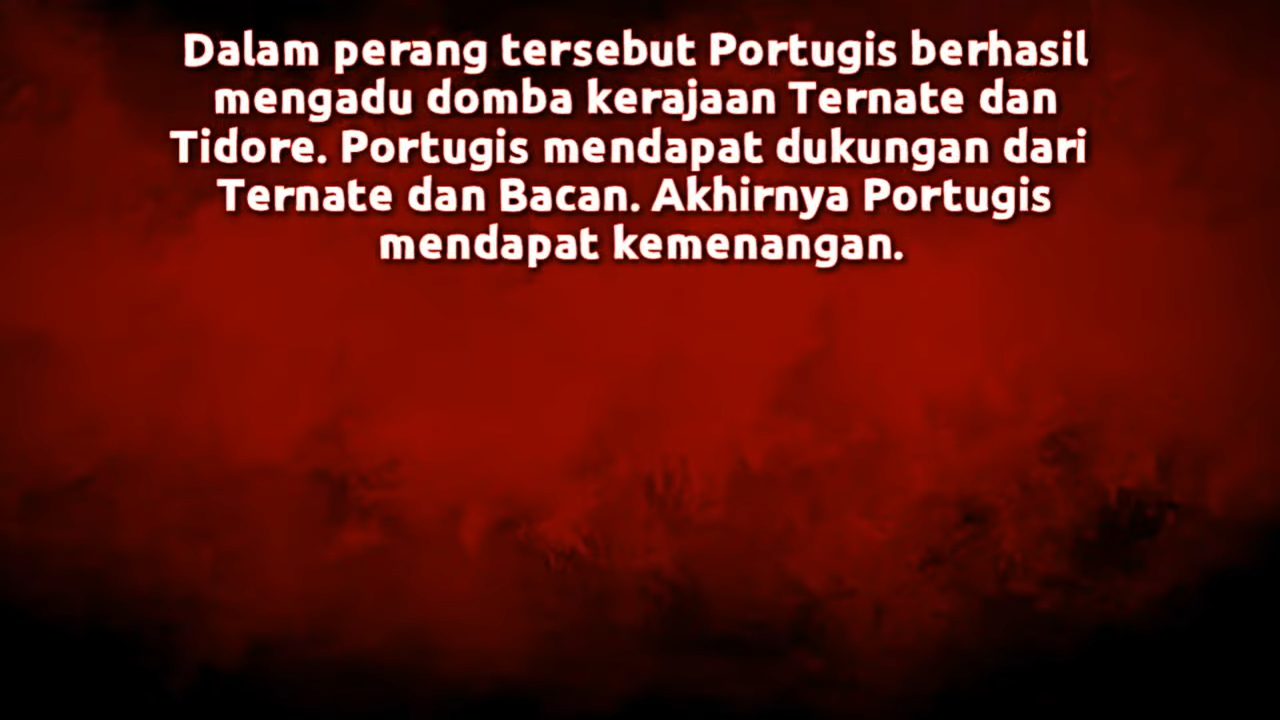 Dalam perang tersebut Portugis berhasil
mengadu domba kerajaan Ternate dan
Tidore. Portugis mendapat dukungan dari
Ternate dan Bacan. Akhirnya Portugis
mendapat kemenangan.